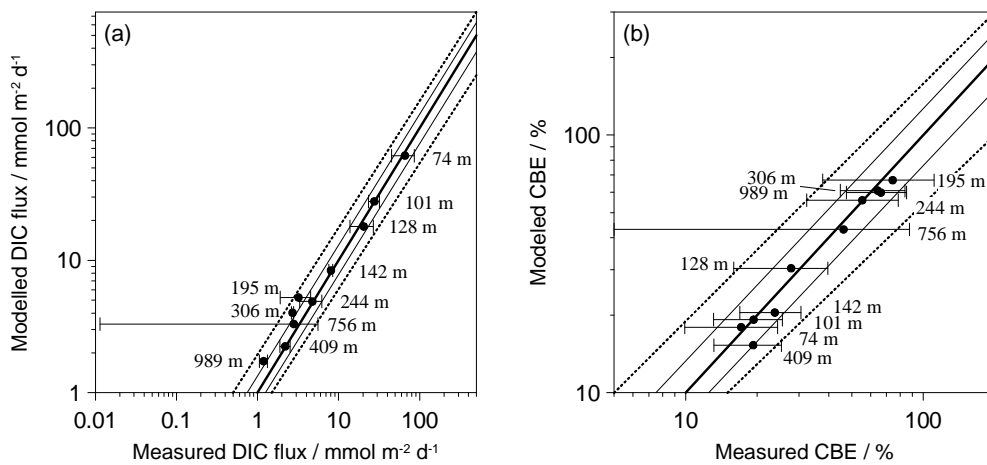 (a)
Modelled DIC flux / mmol m⁻² d⁻¹
100
10
1
74 m
101 m
128 m
142 m
195 m
306 m
244 m
756 m
409 m
989 m
0.01
0.1
1
10
100
Measured DIC flux / mmol m⁻² d⁻¹
(b)
Modeled CBE / %
100
10
306 m
989 m
195 m
244 m
756 m
128 m
142 m
101 m
74 m
409 m
10
100
Measured CBE / %